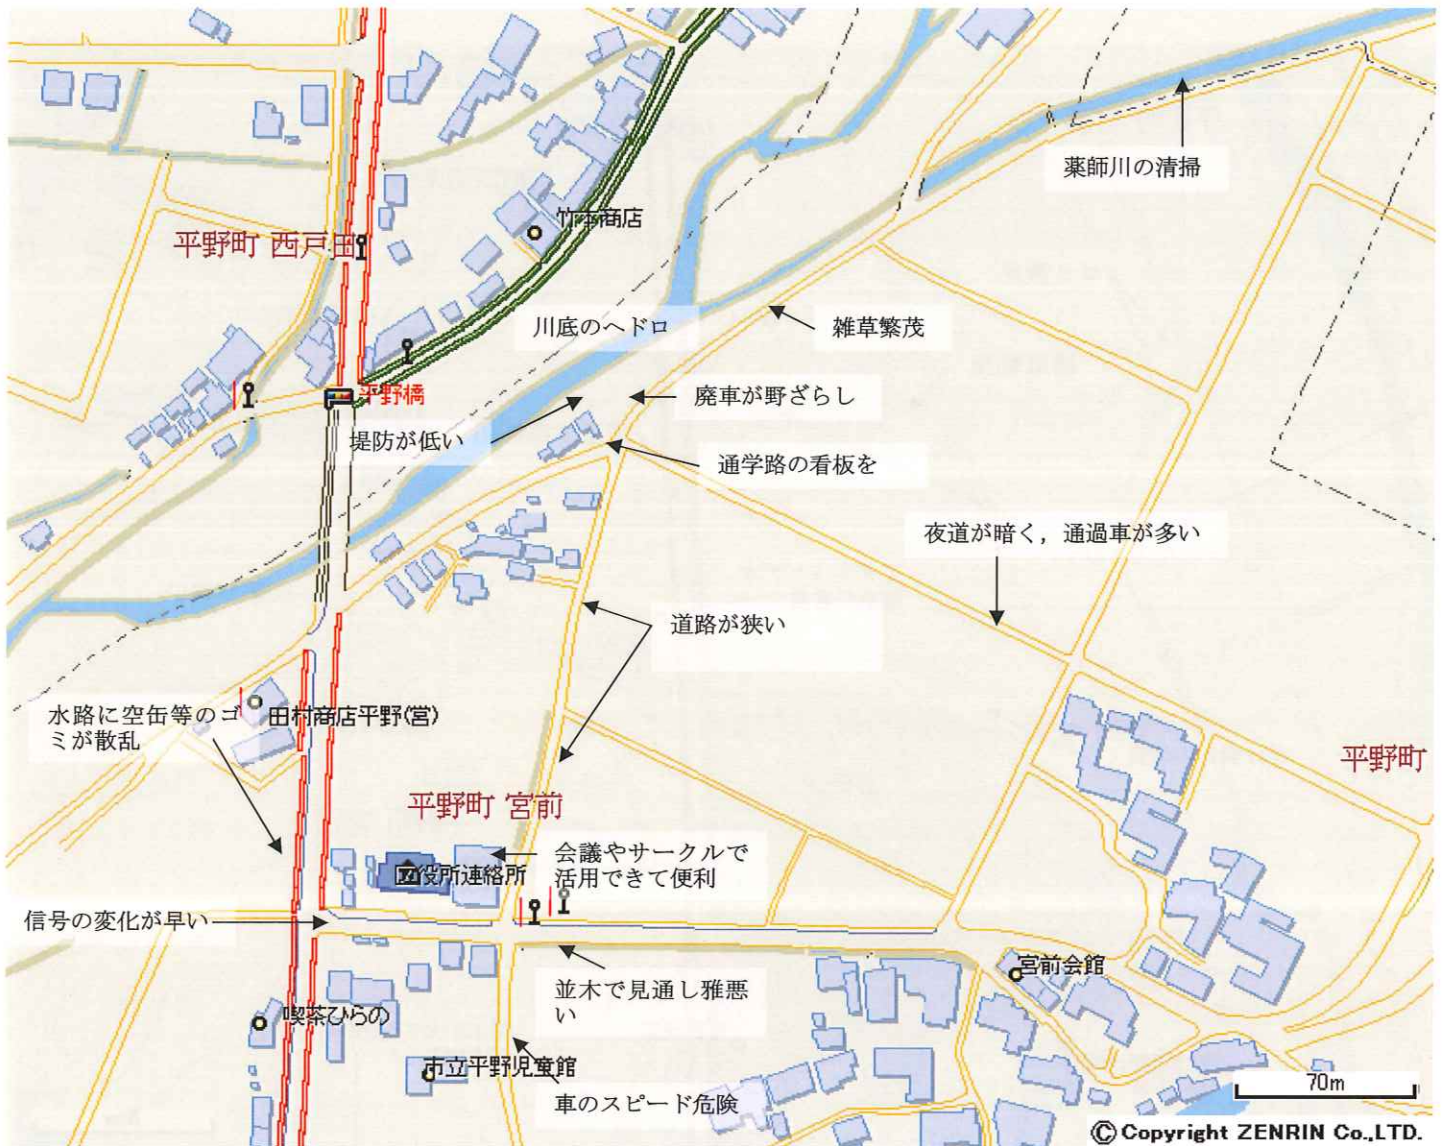 薬師川の清掃
竹本商店
平野町 西戸田
川底のヘドロ
雑草繁茂
平野橋
廃車が野ざらし
堤防が低い
通学路の看板を
夜道が暗く，通過車が多い
道路が狭い
水路に空缶等のゴ
ミが散乱
田村商店平野(営)
平野町
平野町 宮前
会議やサークルで
活用できて便利
区役所連絡所
信号の変化が早い
並木で見通し雅悪
い
宮前会館
喫茶ひらの
市立平野児童館
車のスピード危険
70m
© Copyright ZENRIN Co.,LTD.